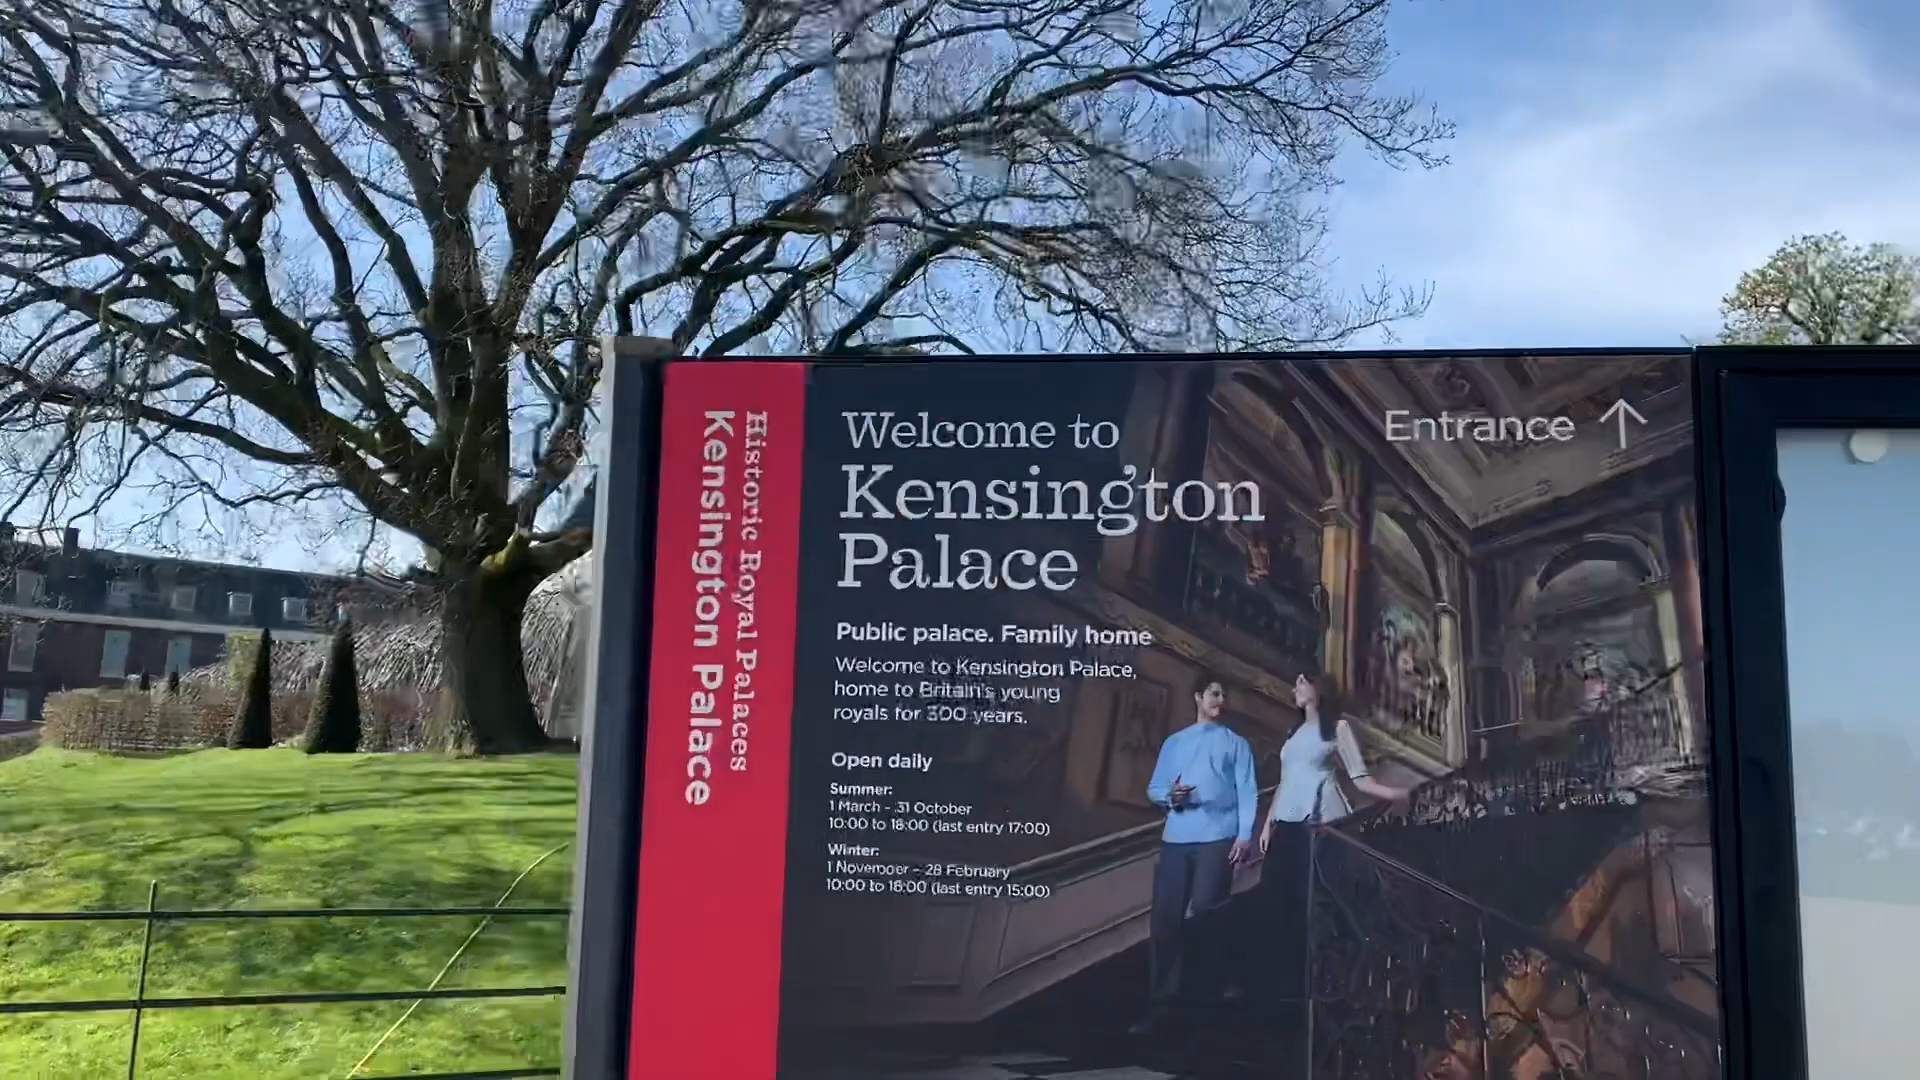 Historic Royal Palaces
Kensington Palace
Welcome to
Kensington
Palace
Entrance
Public palace. Family home
Welcome to Kensington Palace,
home to Britain's young
royals for 300 years.
Open daily
Summer:
1 March - 31 October
10:00 to 18:00 (last entry 17:00)
Winter:
1 November - 28 February
10:00 to 16:00 (last entry 15:00)